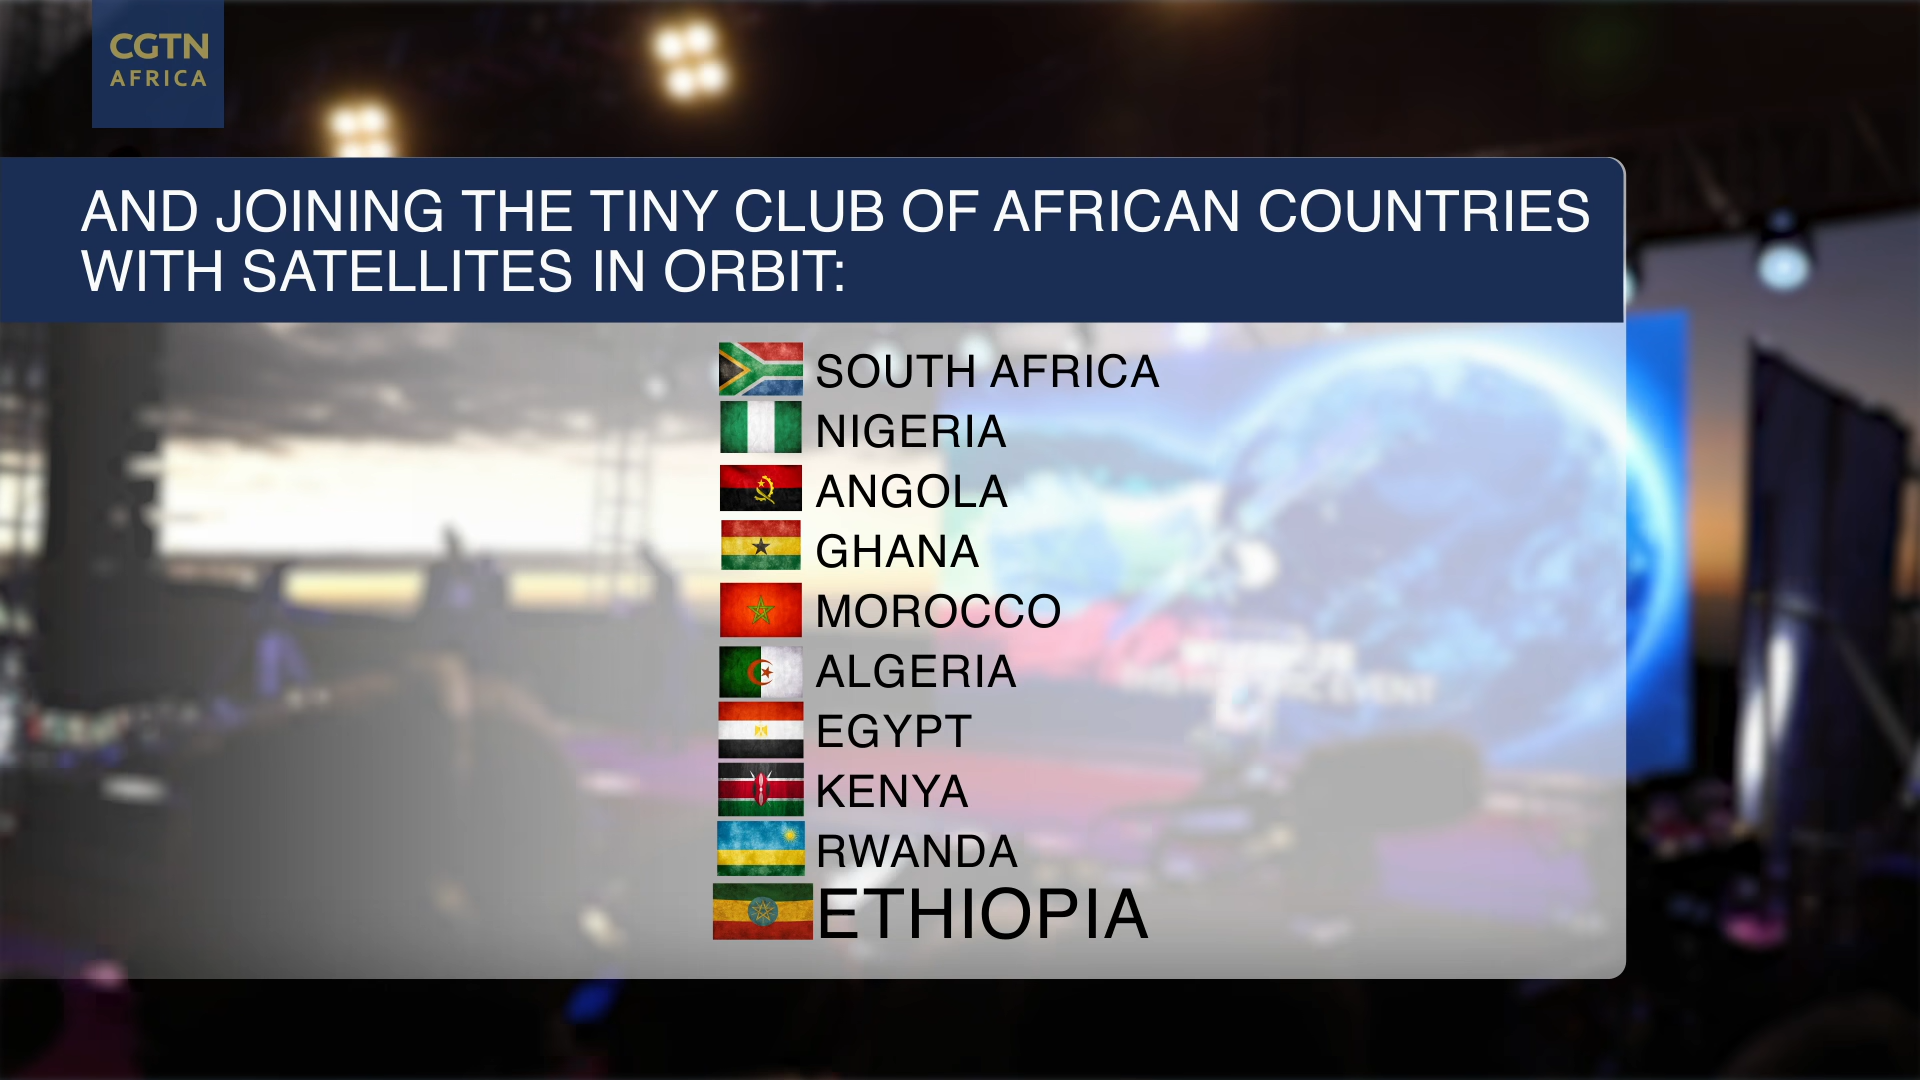 CGTN
AFRICA
AND JOINING THE TINY CLUB OF AFRICAN COUNTRIES
WITH SATELLITES IN ORBIT:
SOUTH AFRICA
NIGERIA
ANGOLA
GHANA
MOROCCO
ALGERIA
EGYPT
KENYA
RWANDA
ETHIOPIA